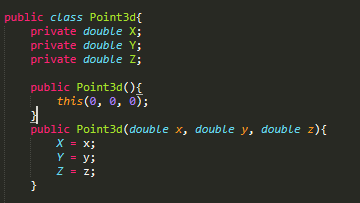 public class Point3d{
    private double X;
    private double Y;
    private double Z;
    public Point3d(){
        this(0, 0, 0);
    }
    public Point3d(double x, double y, double z){
        X = x;
        Y = y;
        Z = z;
    }